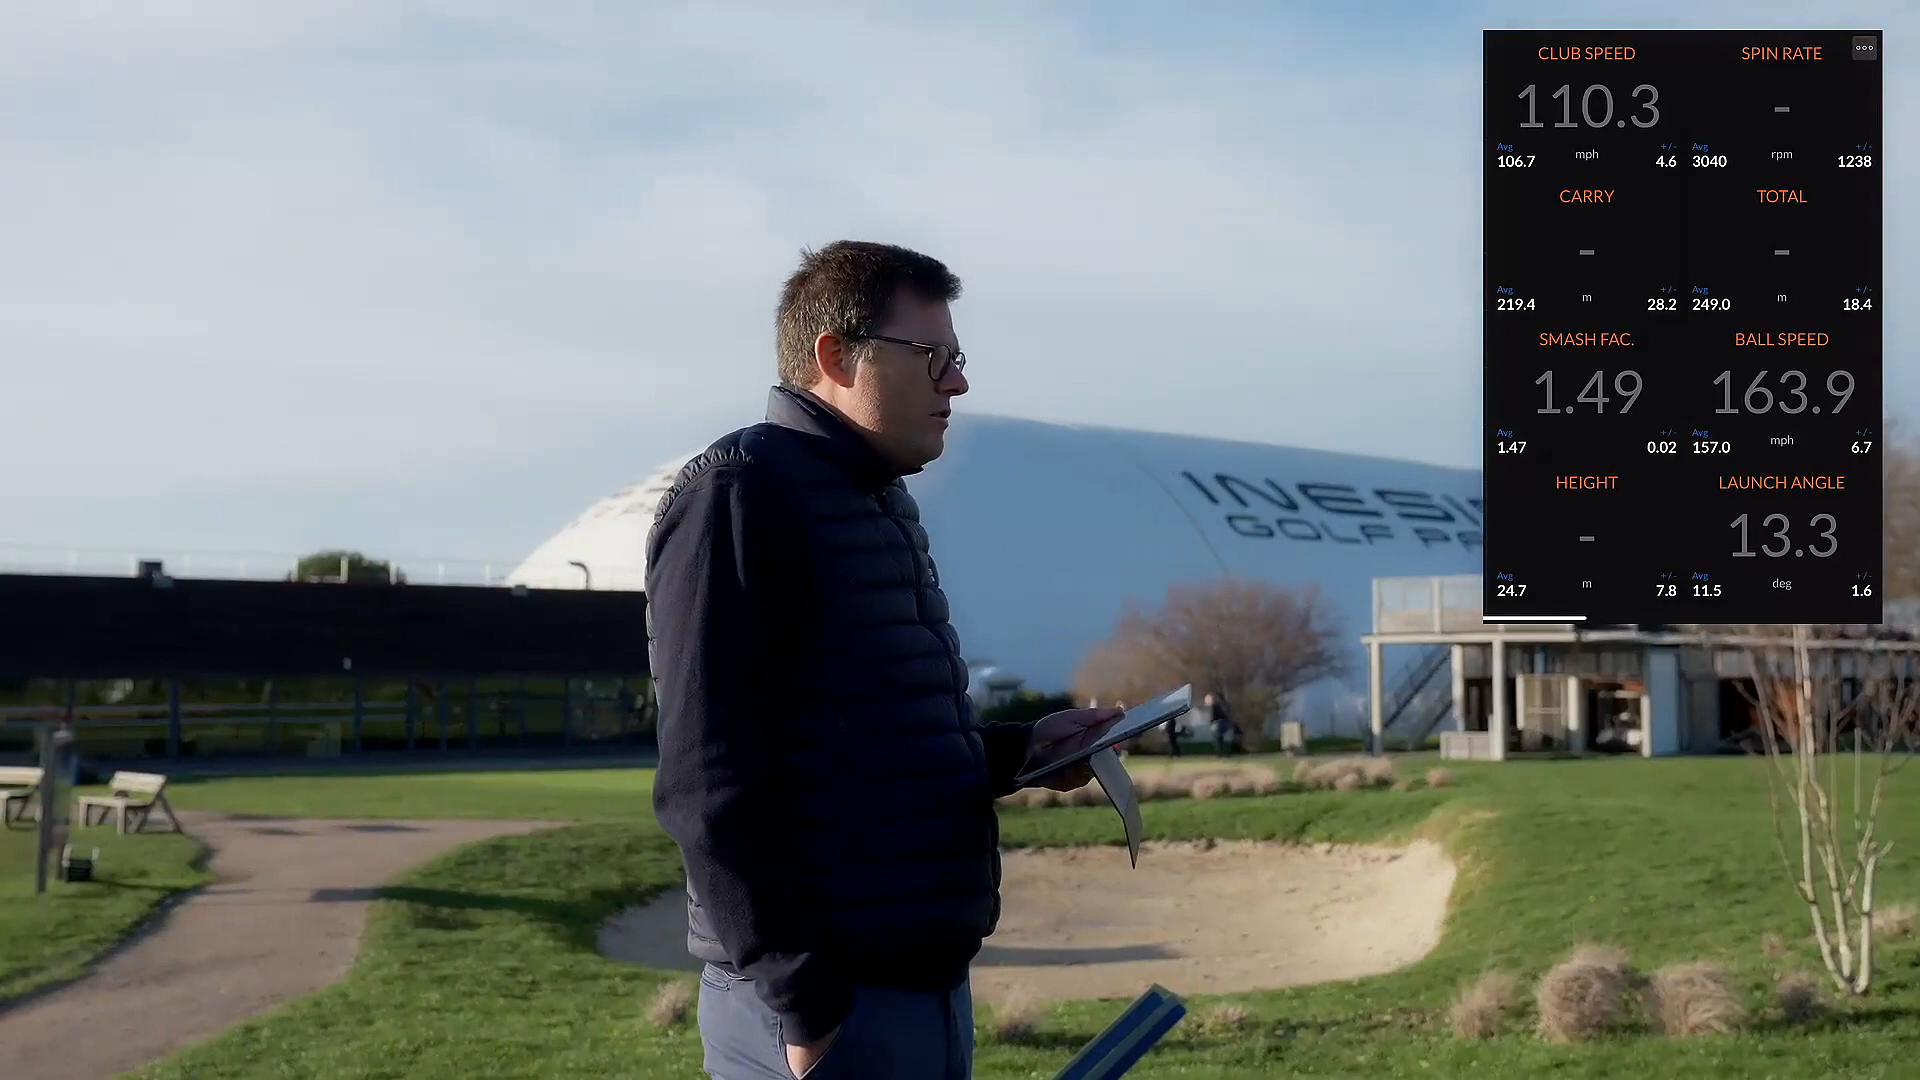 CLUB SPEED
110.3
Avg
106.7
mph
+/-
4.6
SPIN RATE
-
Avg
3040
rpm
+/-
1238
CARRY
-
Avg
219.4
m
+/-
28.2
TOTAL
-
Avg
249.0
m
+/-
18.4
SMASH FAC.
1.49
Avg
1.47
+/-
0.02
BALL SPEED
163.9
Avg
157.0
mph
+/-
6.7
HEIGHT
-
Avg
24.7
m
+/-
7.8
LAUNCH ANGLE
13.3
Avg
11.5
deg
+/-
1.6
INESI
GOLF PA